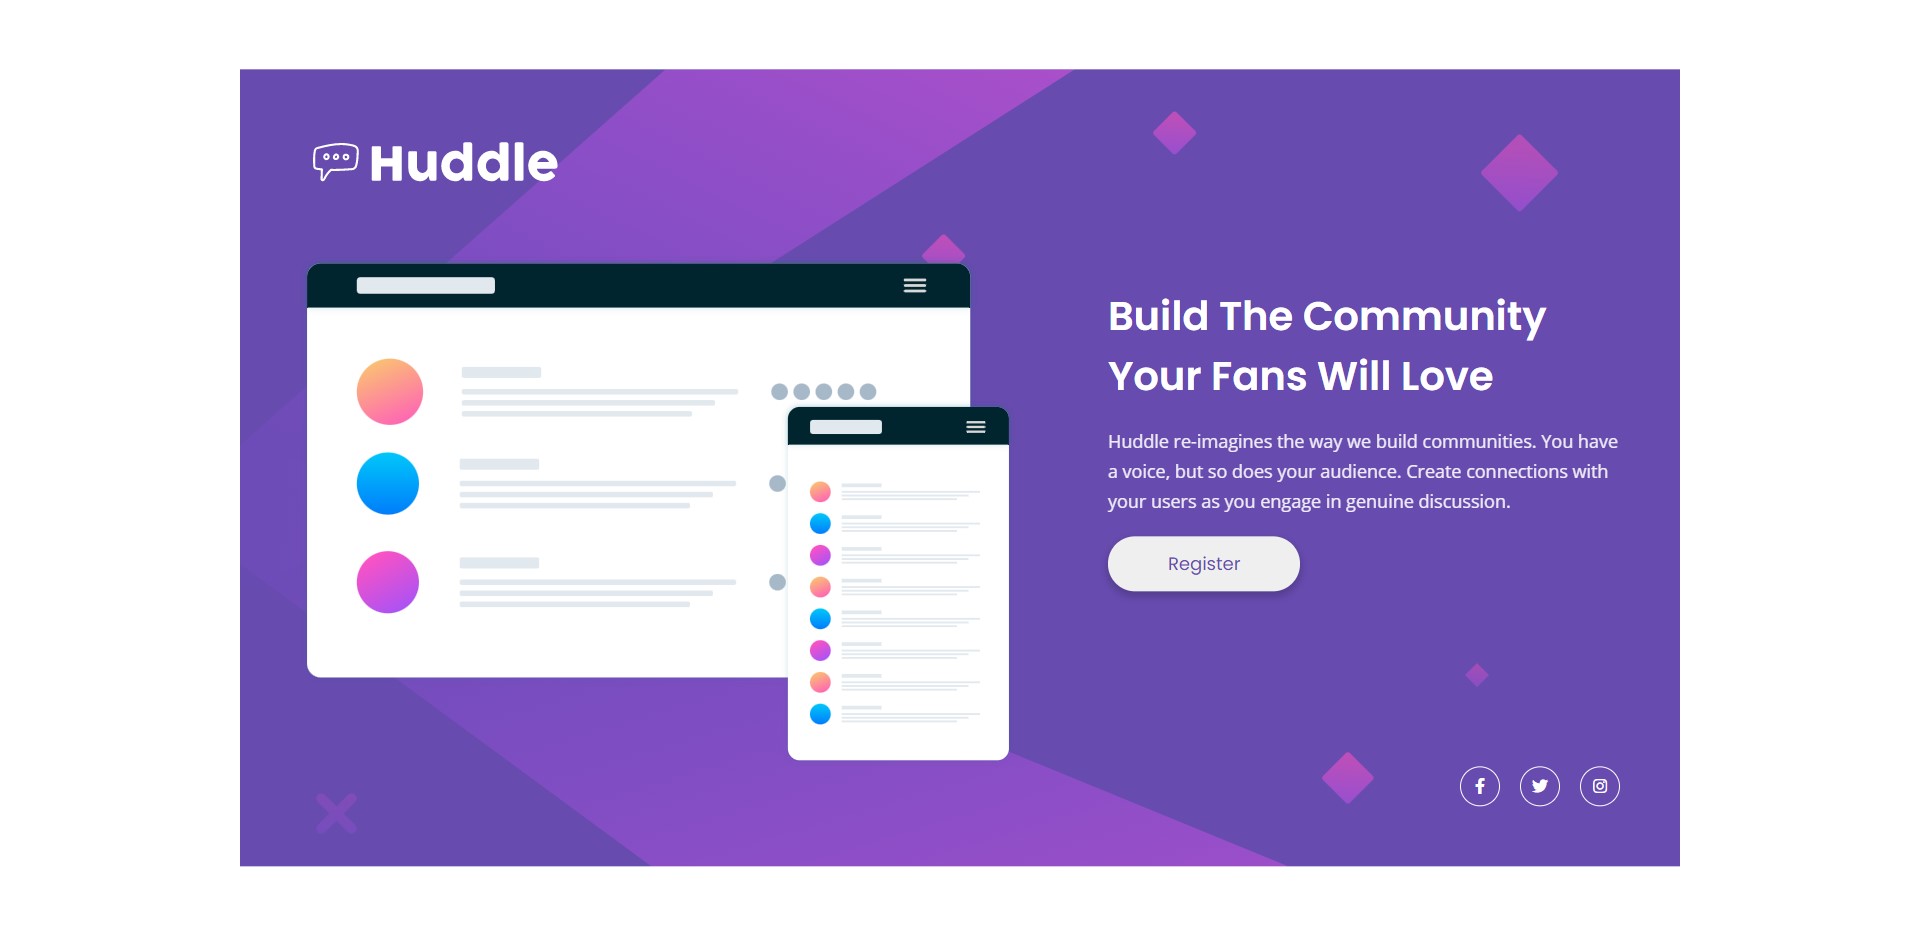 Huddle
Build The Community
Your Fans Will Love
Huddle re-imagines the way we build communities. You have
a voice, but so does your audience. Create connections with
your users as you engage in genuine discussion.
Register